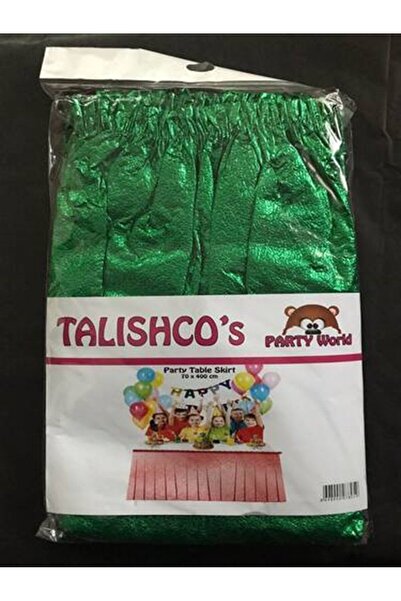 TALISHCO's
PARTY World
Party Table Skirt
70 x 400 cm
HAPPY